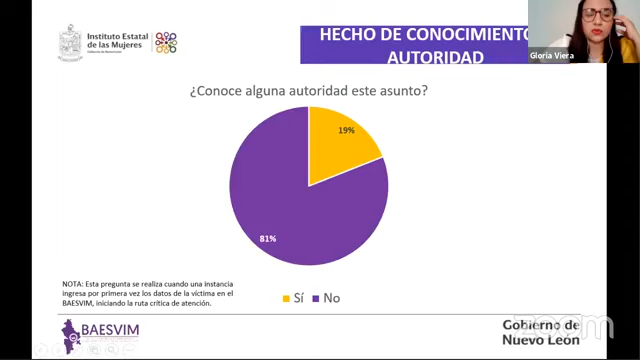 Instituto Estatal
de las Mujeres
HECHO DE CONOCIMIENTO
AUTORIDAD
Gloria Viera
¿Conoce alguna autoridad este asunto?
19%
81%
NOTA: Esta pregunta se realiza cuando una instancia
ingresa por primera vez los datos de la víctima en el
BAESVIM, iniciando la ruta crítica de atención.
Sí No
BAESVIM
Gobierno de
Nuevo León
zoom